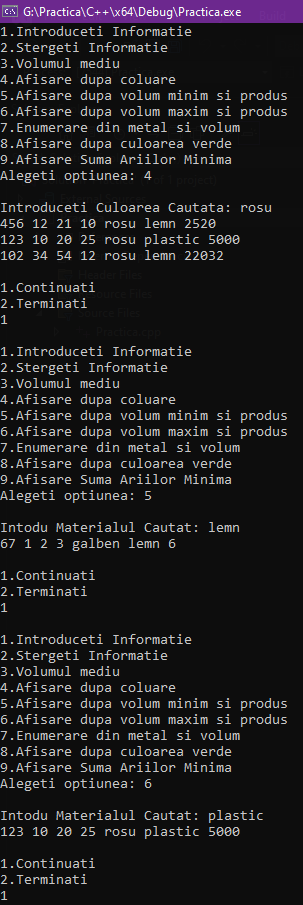 G:\Practica\C++\x64\Debug\Practica.exe
1.Introduceti Informatie
2.Stergeti Informatie
3.Volumul mediu
4.Afisare dupa coluare
5.Afisare dupa volum minim si produs
6.Afisare dupa volum maxim si produs
7.Enumerare din metal si volum
8.Afisare dupa culoarea verde
9.Afisare Suma Ariilor Minima
Alegeti optiunea: 4

Introduceti Culoarea Cautata: rosu
456 12 21 10 rosu lemn 2520
123 10 20 25 rosu plastic 5000
102 34 54 12 rosu lemn 22032

1.Continuati
2.Terminati
1

1.Introduceti Informatie
2.Stergeti Informatie
3.Volumul mediu
4.Afisare dupa coluare
5.Afisare dupa volum minim si produs
6.Afisare dupa volum maxim si produs
7.Enumerare din metal si volum
8.Afisare dupa culoarea verde
9.Afisare Suma Ariilor Minima
Alegeti optiunea: 5

Intodu Materialul Cautat: lemn
67 1 2 3 galben lemn 6

1.Continuati
2.Terminati
1

1.Introduceti Informatie
2.Stergeti Informatie
3.Volumul mediu
4.Afisare dupa coluare
5.Afisare dupa volum minim si produs
6.Afisare dupa volum maxim si produs
7.Enumerare din metal si volum
8.Afisare dupa culoarea verde
9.Afisare Suma Ariilor Minima
Alegeti optiunea: 6

Intodu Materialul Cautat: plastic
123 10 20 25 rosu plastic 5000

1.Continuati
2.Terminati
1